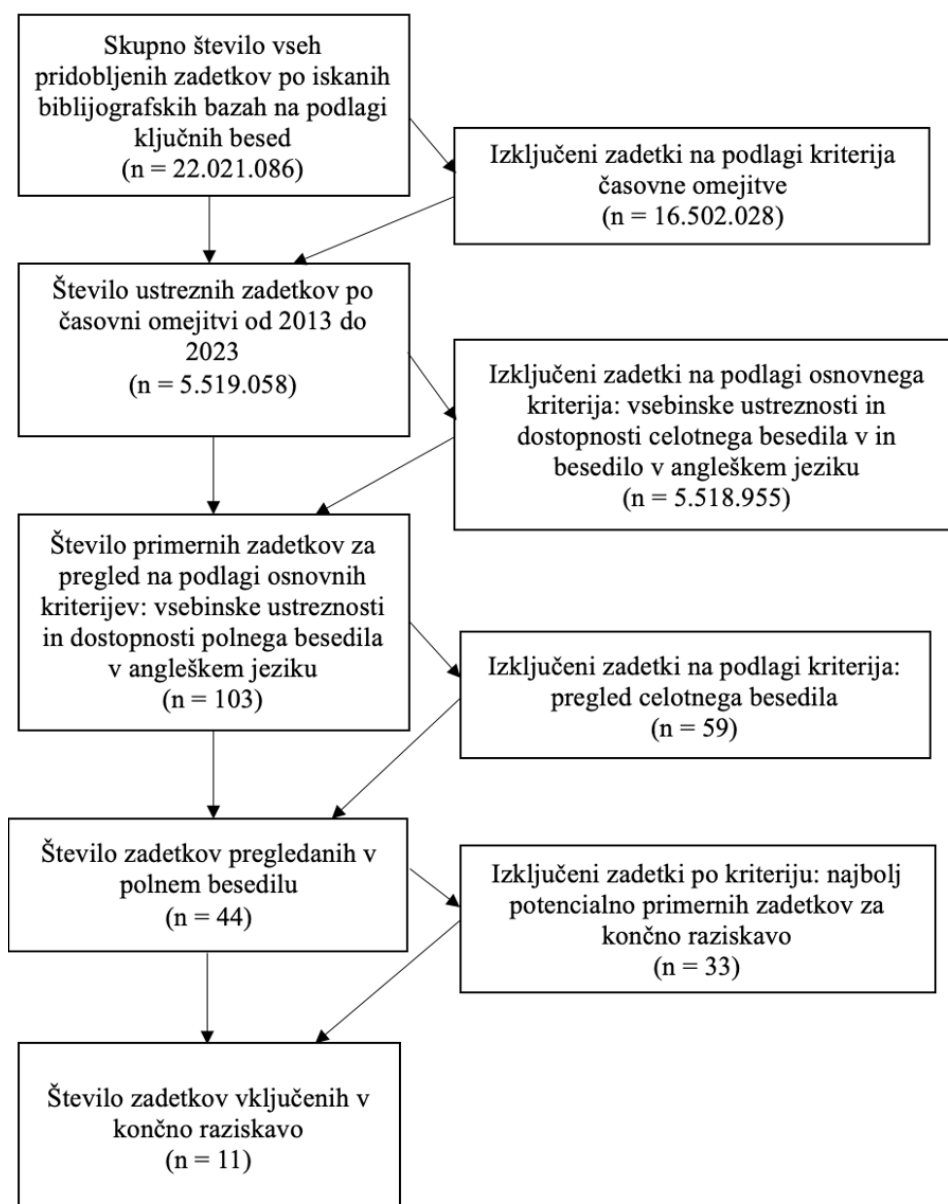 Skupno število vseh
pridobljenih zadetkov po iskanih
biblijografskih bazah na podlagi
ključnih besed
(n = 22.021.086)
Izključeni zadetki na podlagi kriterija
časovne omejitve
(n = 16.502.028)
Število ustreznih zadetkov po
časovni omejitvi od 2013 do
2023
(n = 5.519.058)
Izključeni zadetki na podlagi osnovnega
kriterija: vsebinske ustreznosti in
dostopnosti celotnega besedila v in
besedilo v angleškem jeziku
(n = 5.518.955)
Število primernih zadetkov za
pregled na podlagi osnovnih
kriterijev: vsebinske ustreznosti
in dostopnosti polnega besedila
v angleškem jeziku
(n = 103)
Izključeni zadetki na podlagi kriterija:
pregled celotnega besedila
(n = 59)
Število zadetkov pregledanih v
polnem besedilu
(n = 44)
Izključeni zadetki po kriteriju: najbolj
potencialno primernih zadetkov za
končno raziskavo
(n = 33)
Število zadetkov vključenih v
končno raziskavo
(n = 11)